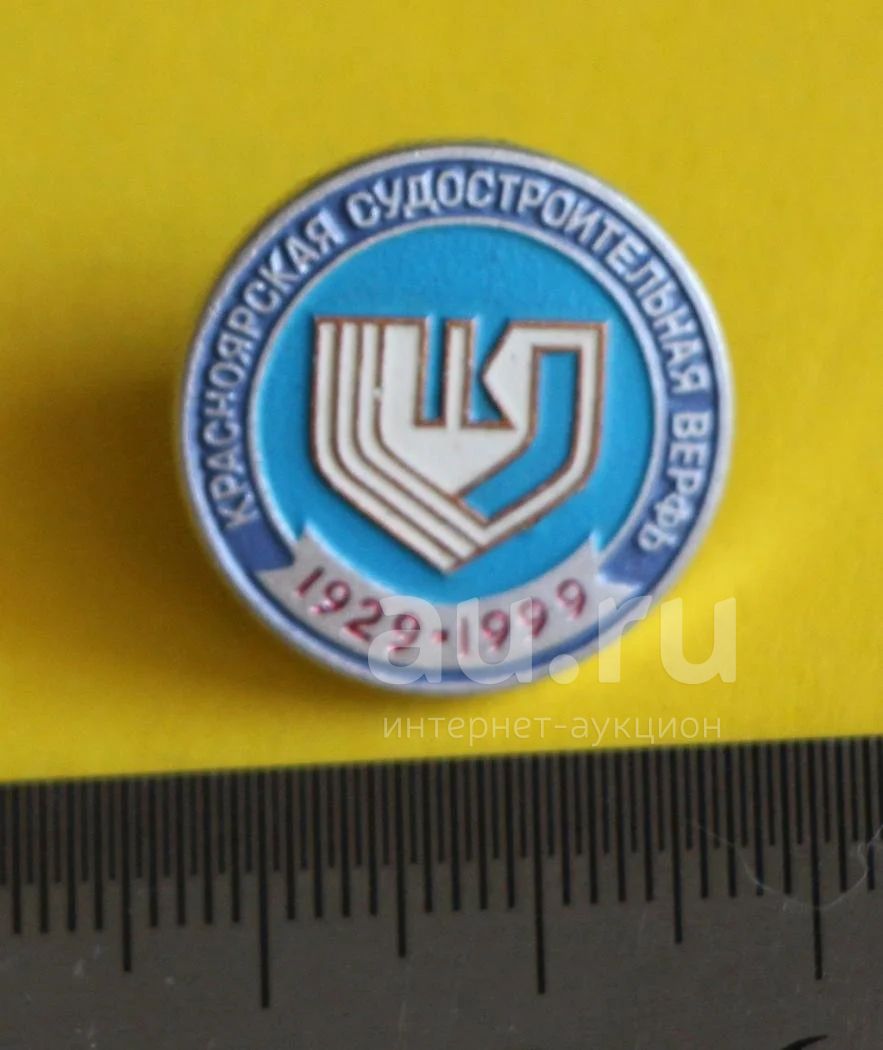 КРАСНОЯРСКАЯ СУДОСТРОИТЕЛЬНАЯ ВЕРФЬ
1929-1999
au.ru
интернет-аукцион